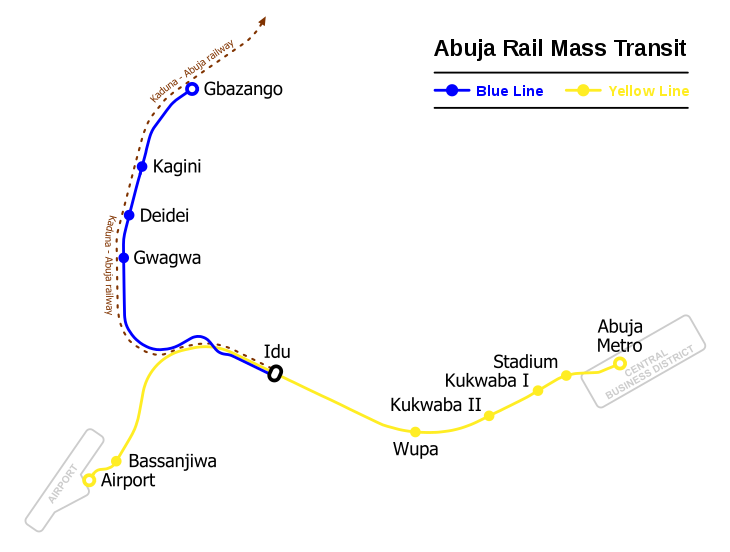 Abuja Rail Mass Transit
Blue Line
Yellow Line
Kaduna - Abuja railway
Gbazango
Kagini
Deidei
Kaduna - Abuja railway
Gwagwa
Idu
Abuja
Metro
CENTRAL
BUSINESS DISTRICT
Stadium
Kukwaba I
Kukwaba II
Wupa
Bassanjiwa
Airport
AIRPORT